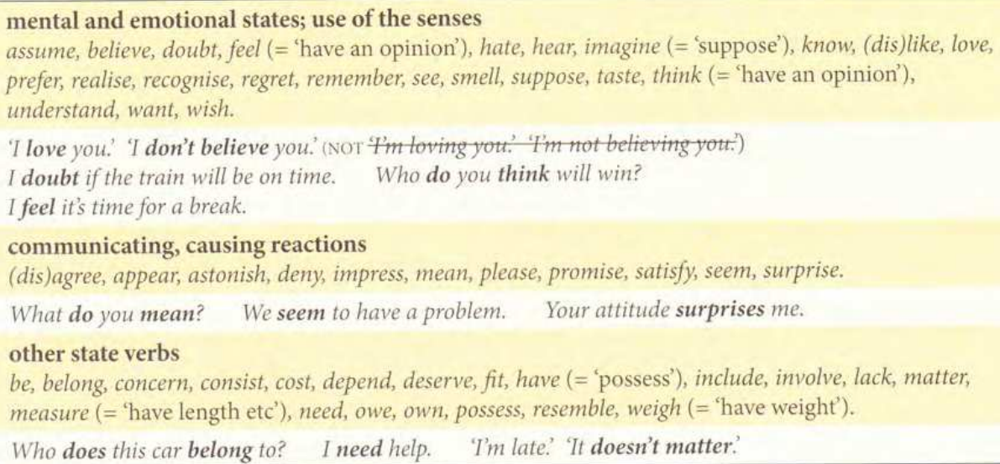 mental and emotional states; use of the senses
assume, believe, doubt, feel (= ‘have an opinion’), hate, hear, imagine (= ‘suppose’), know, (dis)like, love,
prefer, realise, recognise, regret, remember, see, smell, suppose, taste, think (= ‘have an opinion’),
understand, want, wish.
‘I love you.’ ‘I don’t believe you.’ (NOT ‘I’m loving you.’ ‘I’m not believing you.’)
I doubt if the train will be on time. Who do you think will win?
I feel it’s time for a break.
communicating, causing reactions
(dis)agree, appear, astonish, deny, impress, mean, please, promise, satisfy, seem, surprise.
What do you mean? We seem to have a problem. Your attitude surprises me.
other state verbs
be, belong, concern, consist, cost, depend, deserve, fit, have (= ‘possess’), include, involve, lack, matter,
measure (= ‘have length etc’), need, owe, own, possess, resemble, weigh (= ‘have weight’).
Who does this car belong to? I need help. ‘I’m late.’ ‘It doesn’t matter.’